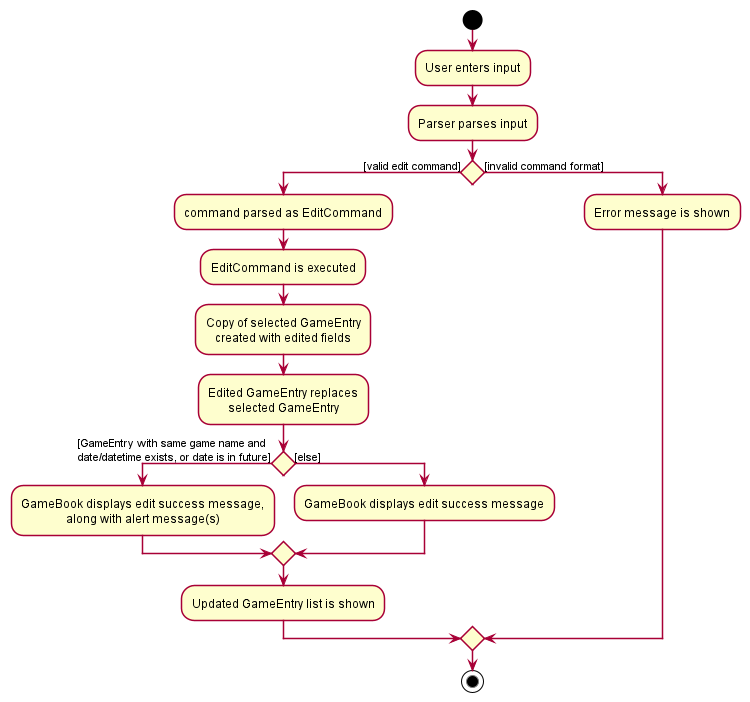 User enters input
Parser parses input
[valid edit command]
[invalid command format]
command parsed as EditCommand
Error message is shown
EditCommand is executed
Copy of selected GameEntry
created with edited fields
Edited GameEntry replaces
selected GameEntry
[GameEntry with same game name and
date/datetime exists, or date is in future]
[else]
GameBook displays edit success message,
along with alert message(s)
GameBook displays edit success message
Updated GameEntry list is shown